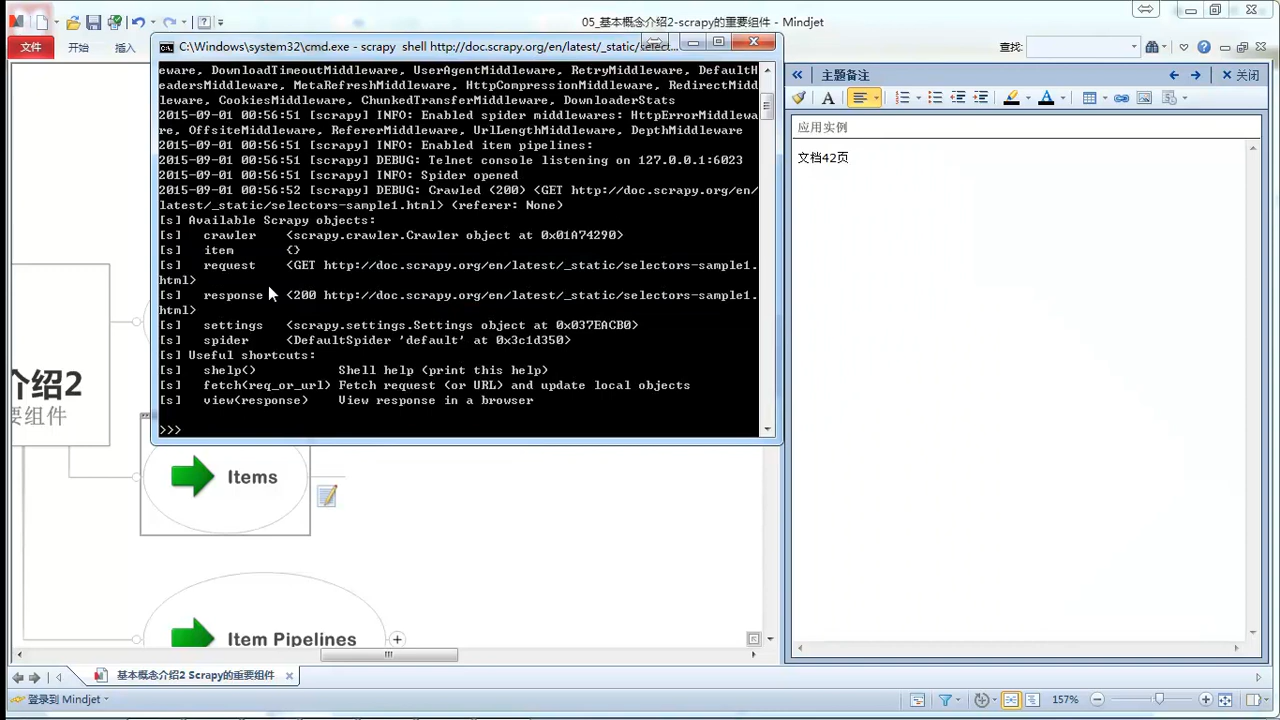 05_基本概念介绍2-scrapy的重要组件 - Mindjet
文件 开始 插入
查找:
C:\Windows\system32\cmd.exe - scrapy shell http://doc.scrapy.org/en/latest/_static/select...
eware, DownloadTimeoutMiddleware, UserAgentMiddleware, RetryMiddleware, DefaultH
eadersMiddleware, MetaRefreshMiddleware, HttpCompressionMiddleware, RedirectMidd
leware, CookiesMiddleware, ChunkedTransferMiddleware, DownloaderStats
2015-09-01 00:56:51 [scrapy] INFO: Enabled spider middlewares: HttpErrorMiddlewa
re, OffsiteMiddleware, RefererMiddleware, UrlLengthMiddleware, DepthMiddleware
2015-09-01 00:56:51 [scrapy] INFO: Enabled item pipelines:
2015-09-01 00:56:51 [scrapy] DEBUG: Telnet console listening on 127.0.0.1:6023
2015-09-01 00:56:51 [scrapy] INFO: Spider opened
2015-09-01 00:56:52 [scrapy] DEBUG: Crawled (200) <GET http://doc.scrapy.org/en/
latest/_static/selectors-sample1.html> (referer: None)
[s] Available Scrapy objects:
[s]   crawler    <scrapy.crawler.Crawler object at 0x01A74290>
[s]   item       {}
[s]   request    <GET http://doc.scrapy.org/en/latest/_static/selectors-sample1.
html>
[s]   response   <200 http://doc.scrapy.org/en/latest/_static/selectors-sample1.
html>
[s]   settings   <scrapy.settings.Settings object at 0x037EACB0>
[s]   spider     <DefaultSpider 'default' at 0x3c1d350>
[s] Useful shortcuts:
[s]   shelp()           Shell help (print this help)
[s]   fetch(req_or_url) Fetch request (or URL) and update local objects
[s]   view(response)    View response in a browser
>>>
主题备注 关闭
应用实例
文档42页
介绍2
要组件
Items
Item Pipelines
基本概念介绍2 Scrapy的重要组件
登录到 Mindjet
157%